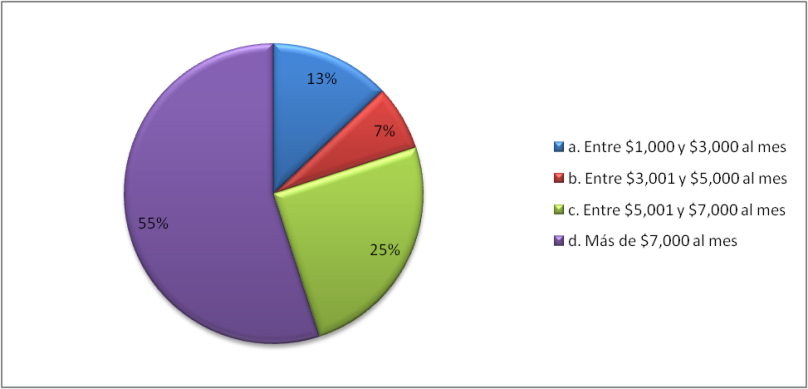 13%
7%
25%
55%
a. Entre $1,000 y $3,000 al mes
b. Entre $3,001 y $5,000 al mes
c. Entre $5,001 y $7,000 al mes
d. Más de $7,000 al mes